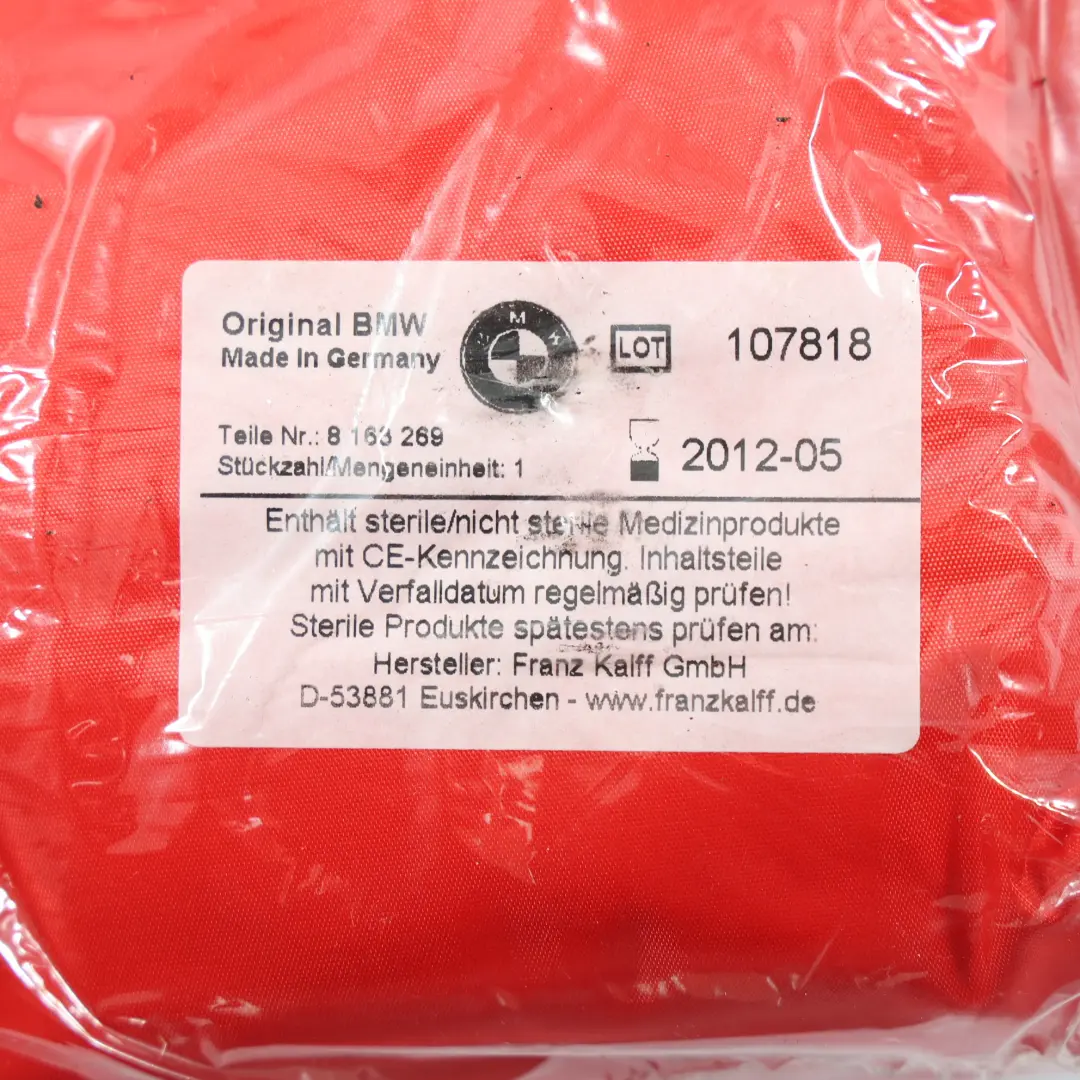 Original BMW
Made In Germany
BMW
LOT
107818
Teile Nr.: 8 163 269
Stückzahl/Mengeneinheit: 1
2012-05
Enthält sterile/nicht sterile Medizinprodukte
mit CE-Kennzeichnung. Inhaltsteile
mit Verfalldatum regelmäßig prüfen!
Sterile Produkte spätestens prüfen am:
Hersteller: Franz Kalff GmbH
D-53881 Euskirchen - www.franzkalff.de